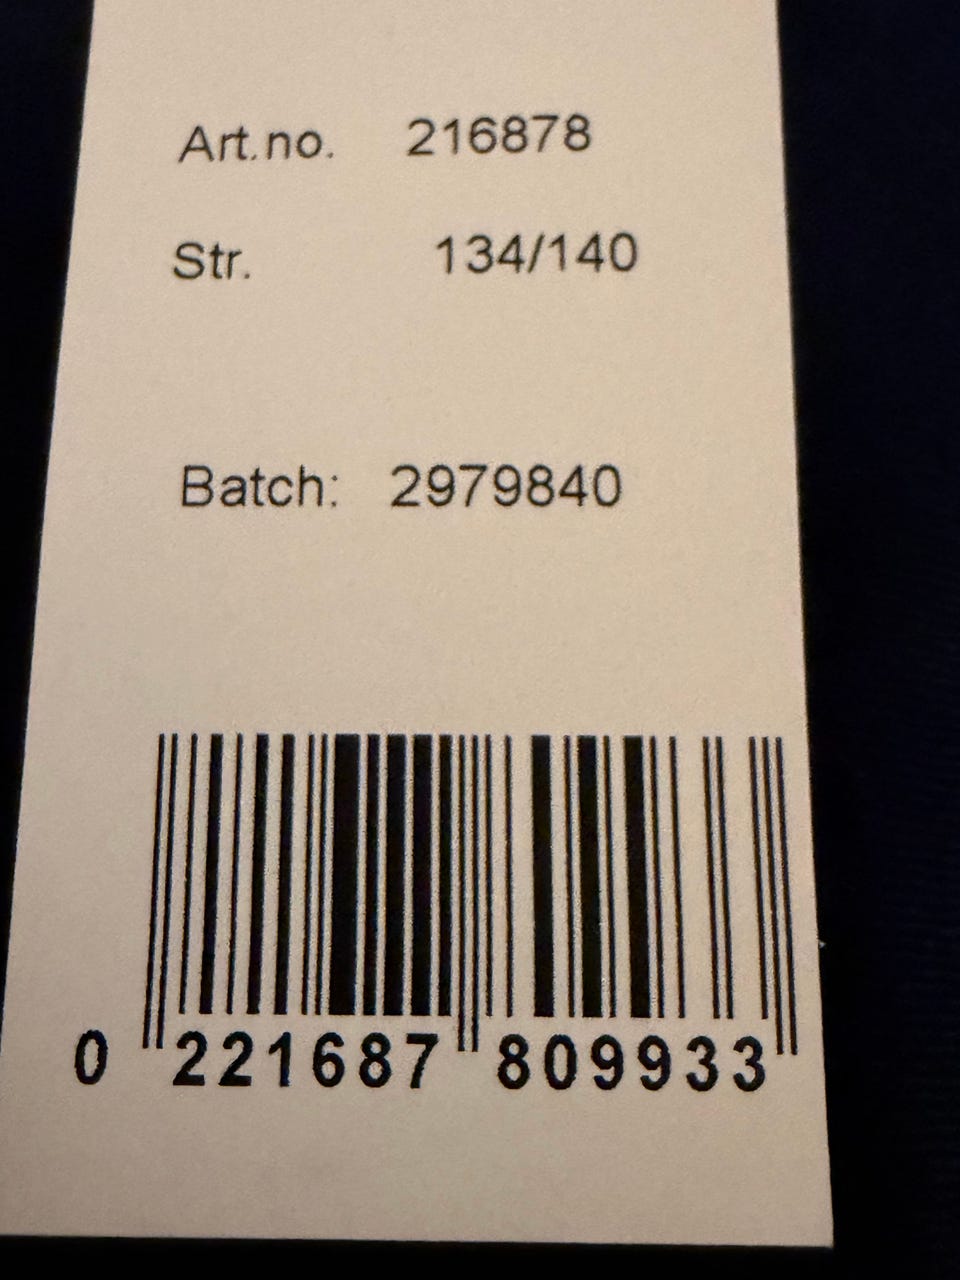 Art.no. 216878
Str. 134/140
Batch: 2979840
0 221687 809933